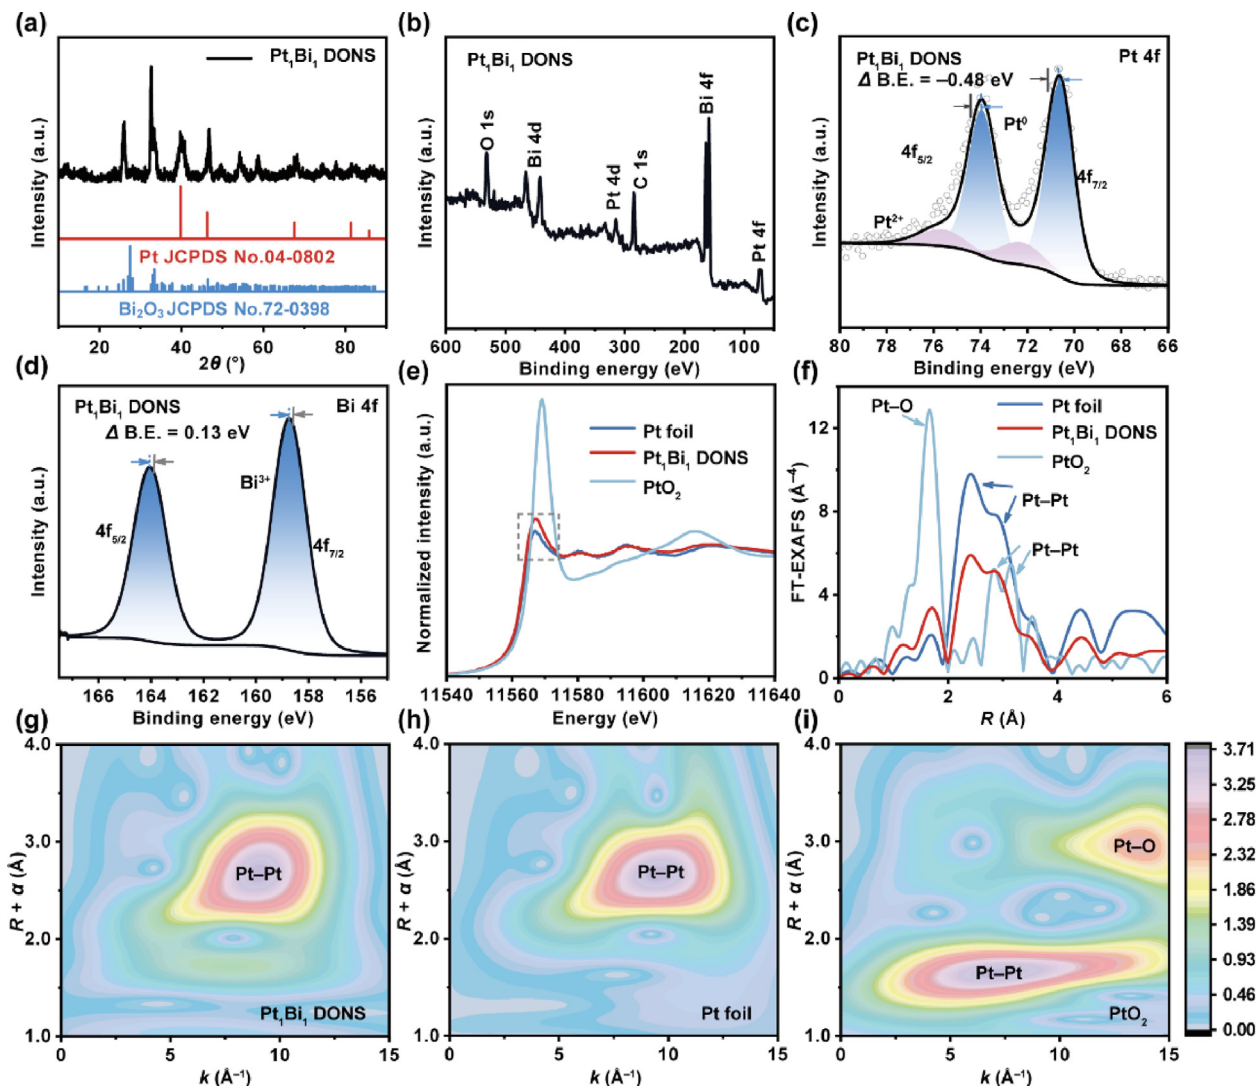 (a)
Pt₁Bi₁ DONS
Intensity (a.u.)
Pt JCPDS No.04-0802
Bi₂O₃ JCPDS No.72-0398
20 40 60 80
2θ (°)
(b)
Pt₁Bi₁ DONS
Intensity (a.u.)
O 1s
Bi 4d
Pt 4d
C 1s
Bi 4f
Pt 4f
600 500 400 300 200 100
Binding energy (eV)
(c)
Pt₁Bi₁ DONS
Pt 4f
Δ B.E. = –0.48 eV
Pt⁰
4f₅/₂
4f₇/₂
Pt²⁺
Intensity (a.u.)
80 78 76 74 72 70 68 66
Binding energy (eV)
(d)
Pt₁Bi₁ DONS
Bi 4f
Δ B.E. = 0.13 eV
Bi³⁺
4f₅/₂
4f₇/₂
Intensity (a.u.)
166 164 162 160 158 156
Binding energy (eV)
(e)
Pt foil
Pt₁Bi₁ DONS
PtO₂
Normalized intensity (a.u.)
11540 11560 11580 11600 11620 11640
Energy (eV)
(f)
Pt–O
Pt foil
Pt₁Bi₁ DONS
PtO₂
Pt–Pt
Pt–Pt
FT-EXAFS (Å⁻⁴)
12
8
4
0
0 2 4 6
R (Å)
(g)
4.0
3.0
2.0
1.0
R + α (Å)
Pt–Pt
Pt₁Bi₁ DONS
0 5 10 15
k (Å⁻¹)
(h)
4.0
3.0
2.0
1.0
R + α (Å)
Pt–Pt
Pt foil
0 5 10 15
k (Å⁻¹)
(i)
4.0
3.0
2.0
1.0
R + α (Å)
Pt–O
Pt–Pt
PtO₂
0 5 10 15
k (Å⁻¹)
3.71
3.25
2.78
2.32
1.86
1.39
0.93
0.46
0.00